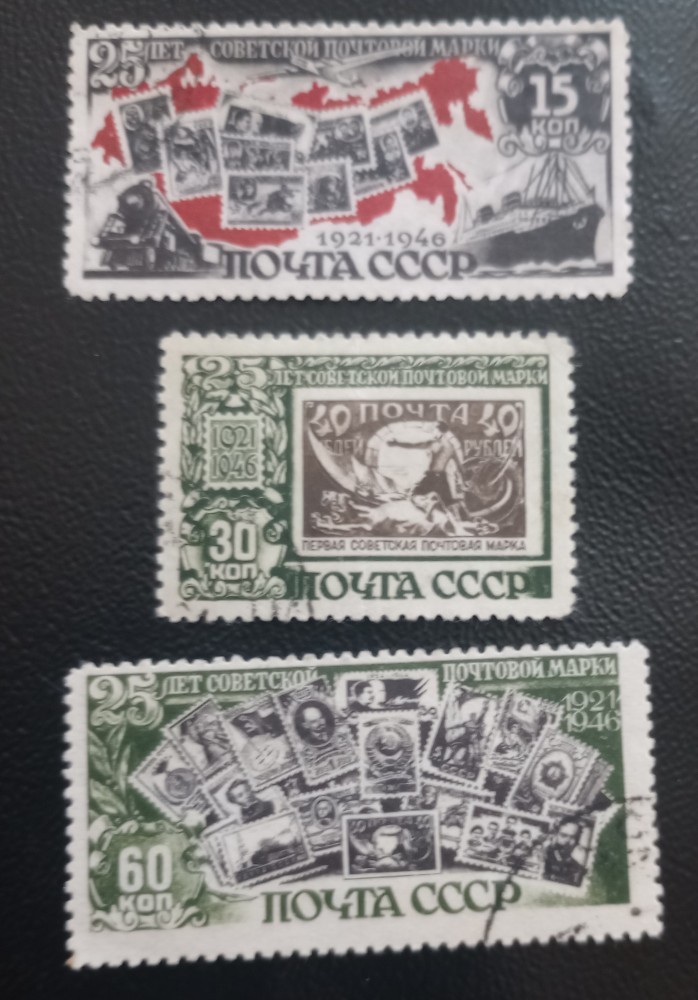 25 ЛЕТ СОВЕТСКОЙ ПОЧТОВОЙ МАРКИ
15
КОП
1921·1946
ПОЧТА СССР
25 ЛЕТ СОВЕТСКОЙ ПОЧТОВОЙ МАРКИ
1921
1946
40 ПОЧТА 40
РУБЛЕЙ
ПЕРВАЯ СОВЕТСКАЯ ПОЧТОВАЯ МАРКА
30
КОП
ПОЧТА СССР
25 ЛЕТ СОВЕТСКОЙ ПОЧТОВОЙ МАРКИ
1921
1946
60
КОП
ПОЧТА СССР